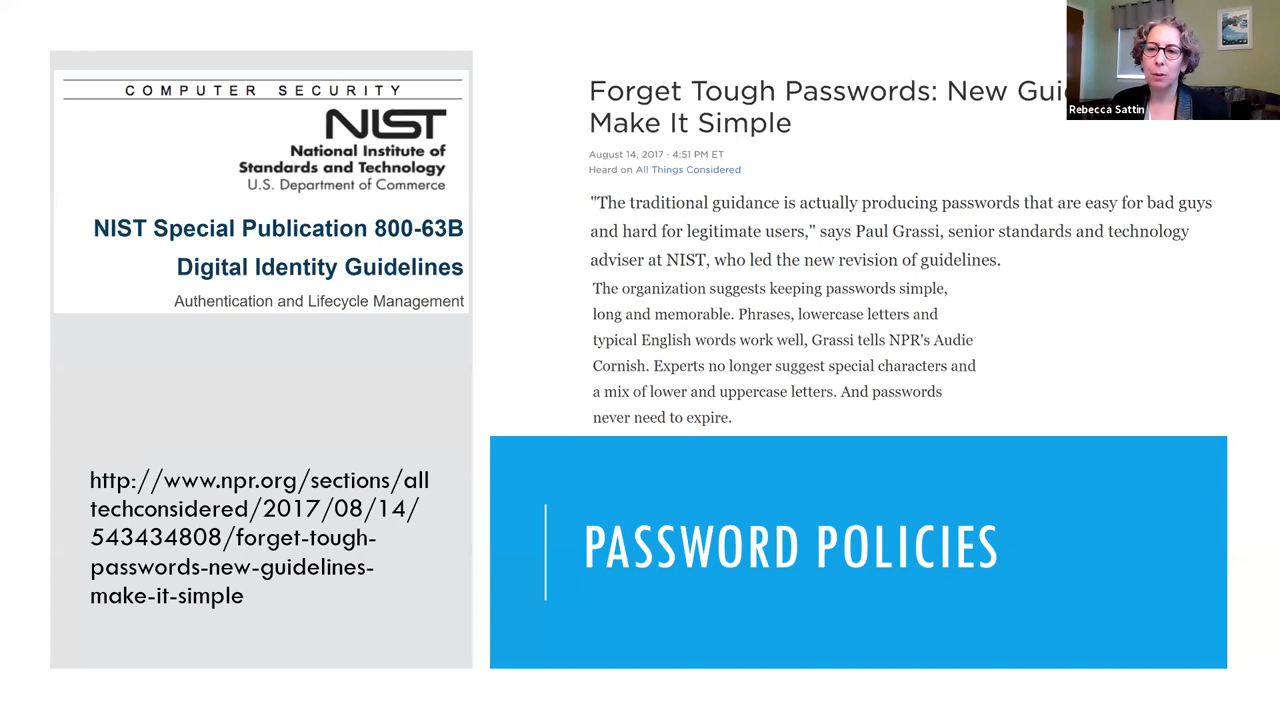 COMPUTER SECURITY
NIST
National Institute of
Standards and Technology
U.S. Department of Commerce
NIST Special Publication 800-63B
Digital Identity Guidelines
Authentication and Lifecycle Management
http://www.npr.org/sections/all
techconsidered/2017/08/14/
543434808/forget-tough-
passwords-new-guidelines-
make-it-simple
Forget Tough Passwords: New
Make It Simple
August 14, 2017 · 4:51 PM ET
Heard on All Things Considered
"The traditional guidance is actually producing passwords that are easy for bad guys
and hard for legitimate users," says Paul Grassi, senior standards and technology
adviser at NIST, who led the new revision of guidelines.
The organization suggests keeping passwords simple,
long and memorable. Phrases, lowercase letters and
typical English words work well, Grassi tells NPR's Audie
Cornish. Experts no longer suggest special characters and
a mix of lower and uppercase letters. And passwords
never need to expire.
PASSWORD POLICIES
Rebecca Sattin